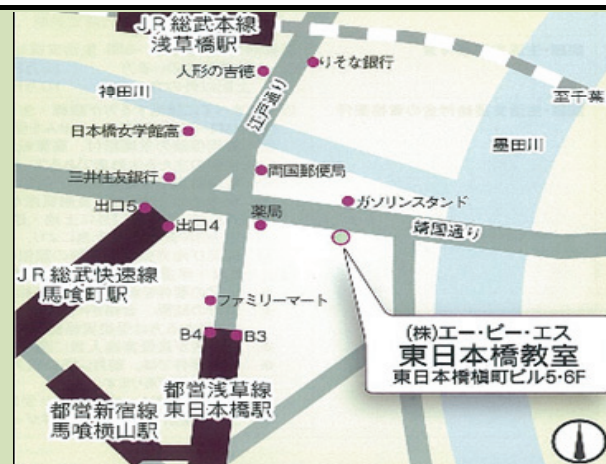 JR総武本線
浅草橋駅
人形の吉徳
りそな銀行
神田川
江戸通り
至千葉
日本橋女学館高
墨田川
三井住友銀行
両国郵便局
出口5
出口4
薬局
ガソリンスタンド
靖国通り
JR総武快速線
馬喰町駅
ファミリーマート
B4
B3
(株)エー・ビー・エス
東日本橋教室
東日本橋槇町ビル5・6F
都営浅草線
東日本橋駅
都営新宿線
馬喰横山駅